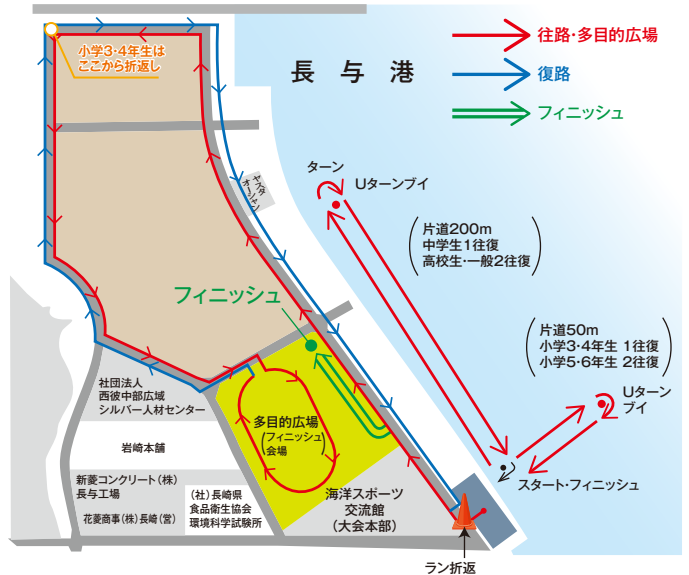 小学3・4年生は
ここから折返し
長与港
往路・多目的広場
復路
フィニッシュ
ヤスタ
オーシャン
ターン
Uターンブイ
片道200m
中学生1往復
高校生・一般2往復
フィニッシュ
片道50m
小学3・4年生 1往復
小学5・6年生 2往復
Uターン
ブイ
社団法人
西彼中部広域
シルバー人材センター
多目的広場
(フィニッシュ)
会場
岩崎本舗
新菱コンクリート(株)
長与工場
花菱商事(株)長崎(営)
(社)長崎県
食品衛生協会
環境科学試験所
海洋スポーツ
交流館
(大会本部)
スタート・フィニッシュ
ラン折返